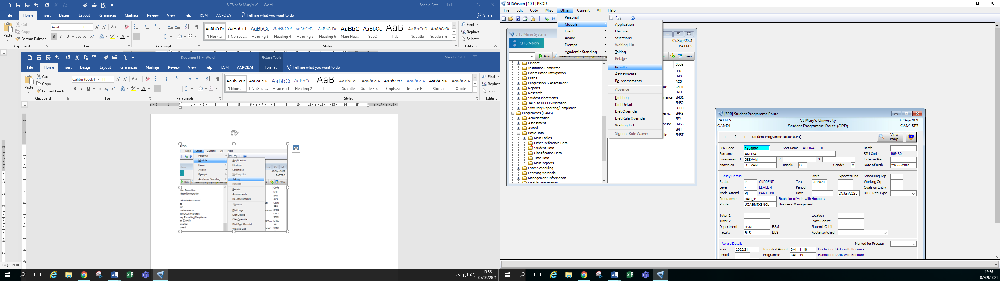 SITS at St Mary's v2 - Word
Sheela Patel
File Home Insert Design Layout References Mailings Review View Help RCM ACROBAT Tell me what you want to do Share
Paste Cut Copy Format Painter
Arial 11
AaBbCcDc AaBbCcI AaBbCc AaBbCcI AaBbCcDc AaBbCcDc AaBbC AaBbCc AaB AaBbCcD AaBbCcDc
¶ Normal ¶ No Spac... Heading 3 Heading 4 Heading 5 Heading 6 Main Hea... Sub2 Title Subtitle Subtle Em...
Find Replace Select
Clipboard Font Paragraph Styles Editing
Document1 - Word
Picture Tools
Sheela Patel
File Home Insert Design Layout References Mailings Review View Help RCM ACROBAT Format Tell me what you want to do
Paste Cut Copy Format Painter
Calibri (Body) 11
AaBbCcDc AaBbCcDc AaBbCc AaBbCcD AaB AaBbCcD AaBbCcDc AaBbCcDc AaBbCcDc AaBbCcDc AaBbCcDc
¶ Normal ¶ No Spac... Heading 1 Heading 2 Title Subtitle Subtle Em... Emphasis Intense E... Strong Quote
Find Replace Select
Clipboard Font Paragraph Styles Editing
PROD
Misc Other Current All Help
Personal
Module
Event
Award
Exempt
Academic Standing
Application
Electives
Selections
Waiting List
Taking
Retakes
Results
Assessments
Re-Assessments
Absence
Diet Logs
Diet Details
Diet Override
Diet Rule Override
Waiting List
07/Sep/2021
PATELS
Run
View
tion Committee
Based Immigration
ession & Assessment
ts
rch
nt Placements
to HECOS Migration
ory Reporting/Compliance
es (CAMS)
istration
ument
Code
SPR
SMS
ACS
CSPR
SRH
SMS1
SMS2
SCEU
SPRS
SPY
SMSS
Page 14 of
13:56
07/09/2021
SITS:Vision | 10.1 | PROD
File Edit Goto Misc Other Current All Help
Personal
Module
Event
Award
Exempt
Academic Standing
Application
Electives
Selections
Waiting List
Taking
Retakes
Results
Assessments
Re-Assessments
Absence
Diet Logs
Diet Details
Diet Override
Diet Rule Override
Waiting List
Student Rule Waiver
SITS Menu System
SITS:Vision
07/Sep/2021
PATELS
Run
View
Finance
Institution Committee
Points Based Immigration
Prizes
Progression & Assessment
Reports
Research
Student Placements
JACS to HECOS Migration
Statutory Reporting/Compliance
Programmes (CAMS)
Administration
Assessment
Award
Basic Data
Main Tables
Other Reference Data
Student Data
Classification Data
Time Data
Main Reports
Exam Scheduling
Learning Materials
Management Information
Module Registration
Code
SPR
SMS
ACS
ute CSPR
SRH
enance SMS1
SMS2
SCEU
ervi... SPRS
SPY
rvisor SMSS
SPH
ule SMST
[SPR] Student Programme Route
PATELS St Mary's University 07/Sep/2021
CAM01 Student Programme Route (SPR) CAM_SPR
1 of 1 Student Programme Route (SPR) View Image UDF
SPR Code 195460/1 Sort Name ARORA D Batch
Surname ARORA STU Code 195460
Forenames 1 DEEVAM 2 3 External Ref
Known as DEEVAM Initials D Gender M Date of Birth 29/Jan/2001
Study Details Start Expected End Scheduling Grp
Status C CURRENT Year 2019/20 Working Grp
Level 4 LEVEL 4 Period Quals on Entry
Mode Attend PT PART TIME Date 21/Jan/2025 BTEC Reg Type
Programme BAH_19 Bachelor of Arts with Honours
Route UGABMTXSNGL Business Management
Tutor 1 Location
Tutor 2 Exam Centre
Department BSM BSM Placem't Coh't
Faculty BLS BLS Route switched
Award Details Marked for Process
Year 2020/21 Intended Award BAH_1_19 Bachelor of Arts with Honours
Period Programme BAH_19 Bachelor of Arts with Honours
13:56
07/09/2021